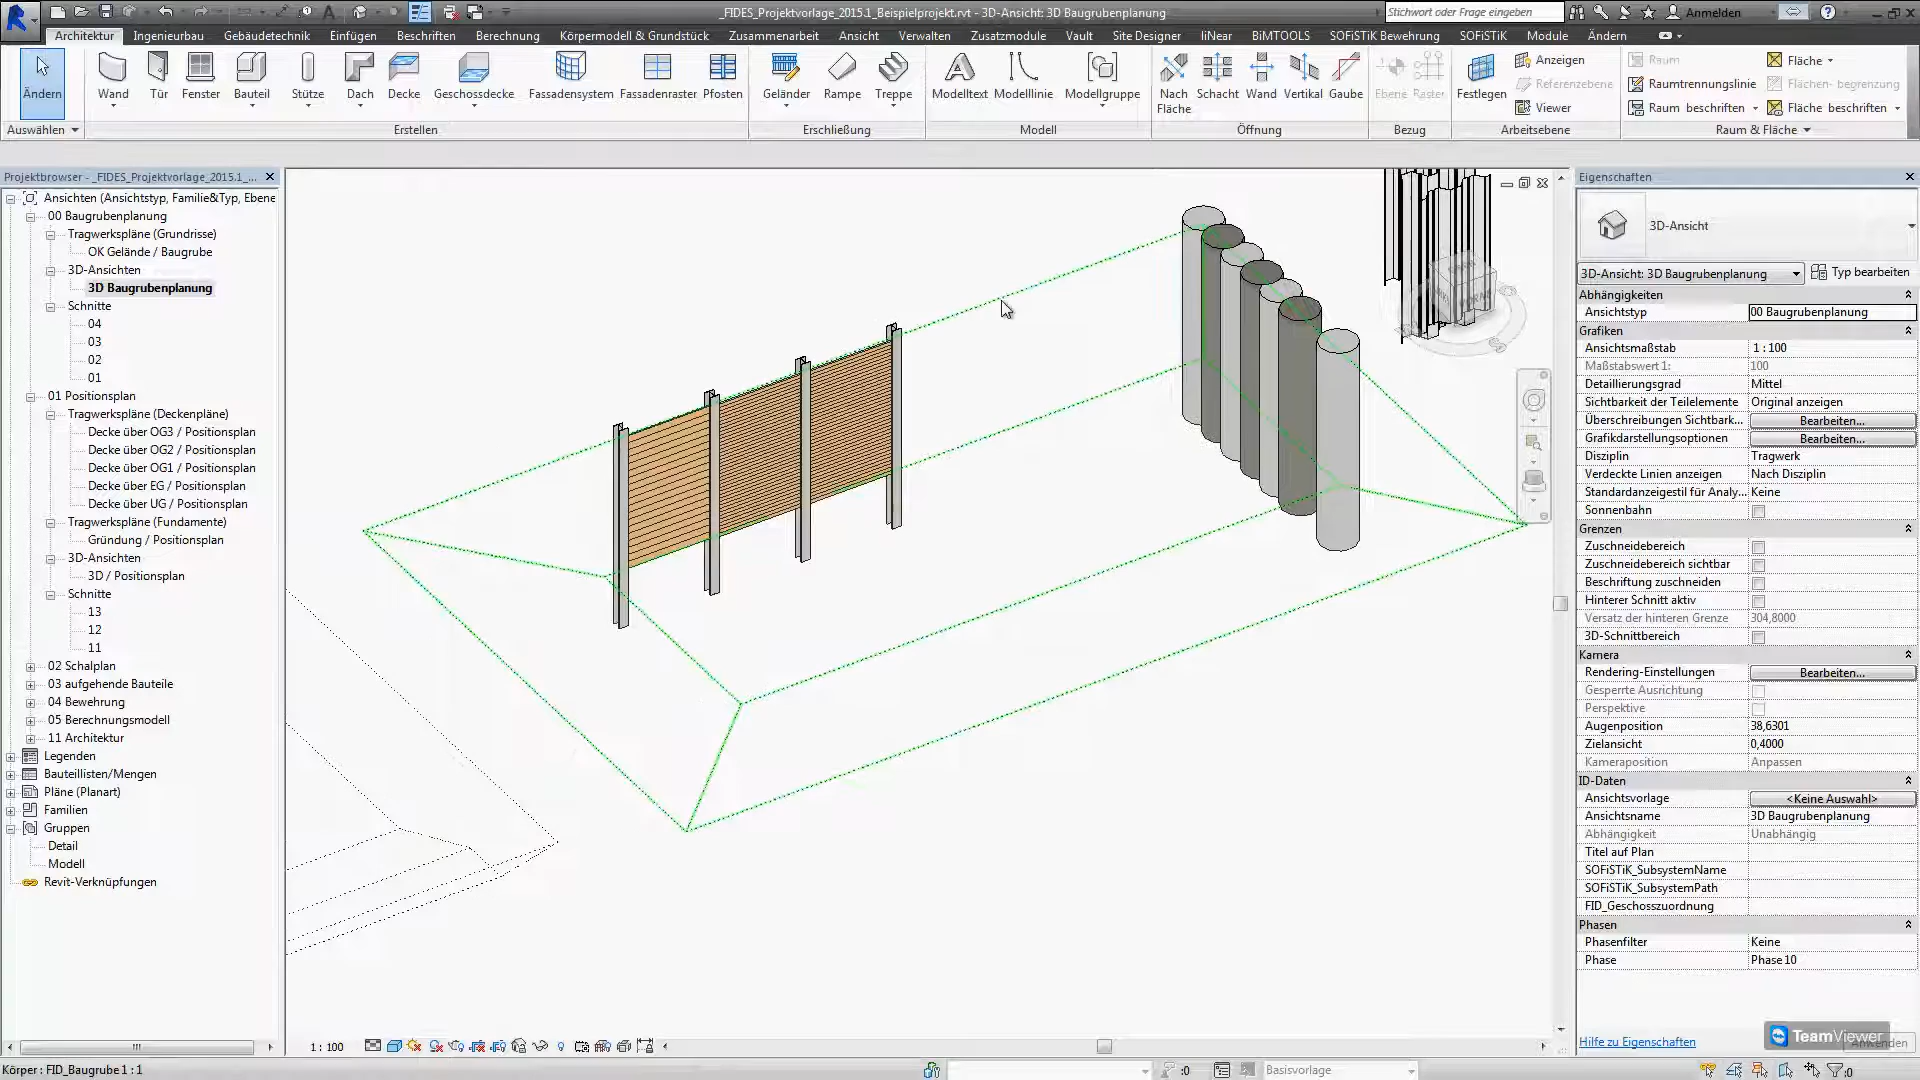 _FIDES_Projektvorlage_2015.1_Beispielprojekt.rvt - 3D-Ansicht: 3D Baugrubenplanung
Stichwort oder Frage eingeben
Anmelden
Architektur Ingenieurbau Gebäudetechnik Einfügen Beschriften Berechnung Körpermodell & Grundstück Zusammenarbeit Ansicht Verwalten Zusatzmodule Vault Site Designer liNear BiMTOOLS SOFiSTiK Bewehrung SOFiSTiK Module Ändern
Ändern Wand Tür Fenster Bauteil Stütze Dach Decke Geschossdecke Fassadensystem Fassadenraster Pfosten Geländer Rampe Treppe Modelltext Modelllinie Modellgruppe Nach Fläche Schacht Wand Vertikal Gaube Ebene Raster Festlegen
Anzeigen
Referenzebene
Viewer
Raum
Raumtrennungslinie
Raum beschriften
Fläche
Flächen- begrenzung
Fläche beschriften
Auswählen Erstellen Erschließung Modell Öffnung Bezug Arbeitsebene Raum & Fläche
Projektbrowser - _FIDES_Projektvorlage_2015.1_...
Ansichten (Ansichtstyp, Familie&Typ, Ebene
00 Baugrubenplanung
Tragwerkspläne (Grundrisse)
OK Gelände / Baugrube
3D-Ansichten
3D Baugrubenplanung
Schnitte
04
03
02
01
01 Positionsplan
Tragwerkspläne (Deckenpläne)
Decke über OG3 / Positionsplan
Decke über OG2 / Positionsplan
Decke über OG1 / Positionsplan
Decke über EG / Positionsplan
Decke über UG / Positionsplan
Tragwerkspläne (Fundamente)
Gründung / Positionsplan
3D-Ansichten
3D / Positionsplan
Schnitte
13
12
11
02 Schalplan
03 aufgehende Bauteile
04 Bewehrung
05 Berechnungsmodell
11 Architektur
Legenden
Bauteillisten/Mengen
Pläne (Planart)
Familien
Gruppen
Detail
Modell
Revit-Verknüpfungen
1 : 100
Eigenschaften
3D-Ansicht
3D-Ansicht: 3D Baugrubenplanung Typ bearbeiten
Abhängigkeiten
Ansichtstyp 00 Baugrubenplanung
Grafiken
Ansichtsmaßstab 1 : 100
Maßstabswert 1: 100
Detaillierungsgrad Mittel
Sichtbarkeit der Teilelemente Original anzeigen
Überschreibungen Sichtbark... Bearbeiten...
Grafikdarstellungsoptionen Bearbeiten...
Disziplin Tragwerk
Verdeckte Linien anzeigen Nach Disziplin
Standardanzeigestil für Analy... Keine
Sonnenbahn
Grenzen
Zuschneidebereich
Zuschneidebereich sichtbar
Beschriftung zuschneiden
Hinterer Schnitt aktiv
Versatz der hinteren Grenze 304,8000
3D-Schnittbereich
Kamera
Rendering-Einstellungen Bearbeiten...
Gesperrte Ausrichtung
Perspektive
Augenposition 38,6301
Zielansicht 0,4000
Kameraposition Anpassen
ID-Daten
Ansichtsvorlage <Keine Auswahl>
Ansichtsname 3D Baugrubenplanung
Abhängigkeit Unabhängig
Titel auf Plan
SOFiSTiK_SubsystemName
SOFiSTiK_SubsystemPath
FID_Geschosszuordnung
Phasen
Phasenfilter Keine
Phase Phase 10
Hilfe zu Eigenschaften
TeamViewer
Körper : FID_Baugrube 1 : 1
:0
Basisvorlage
:0